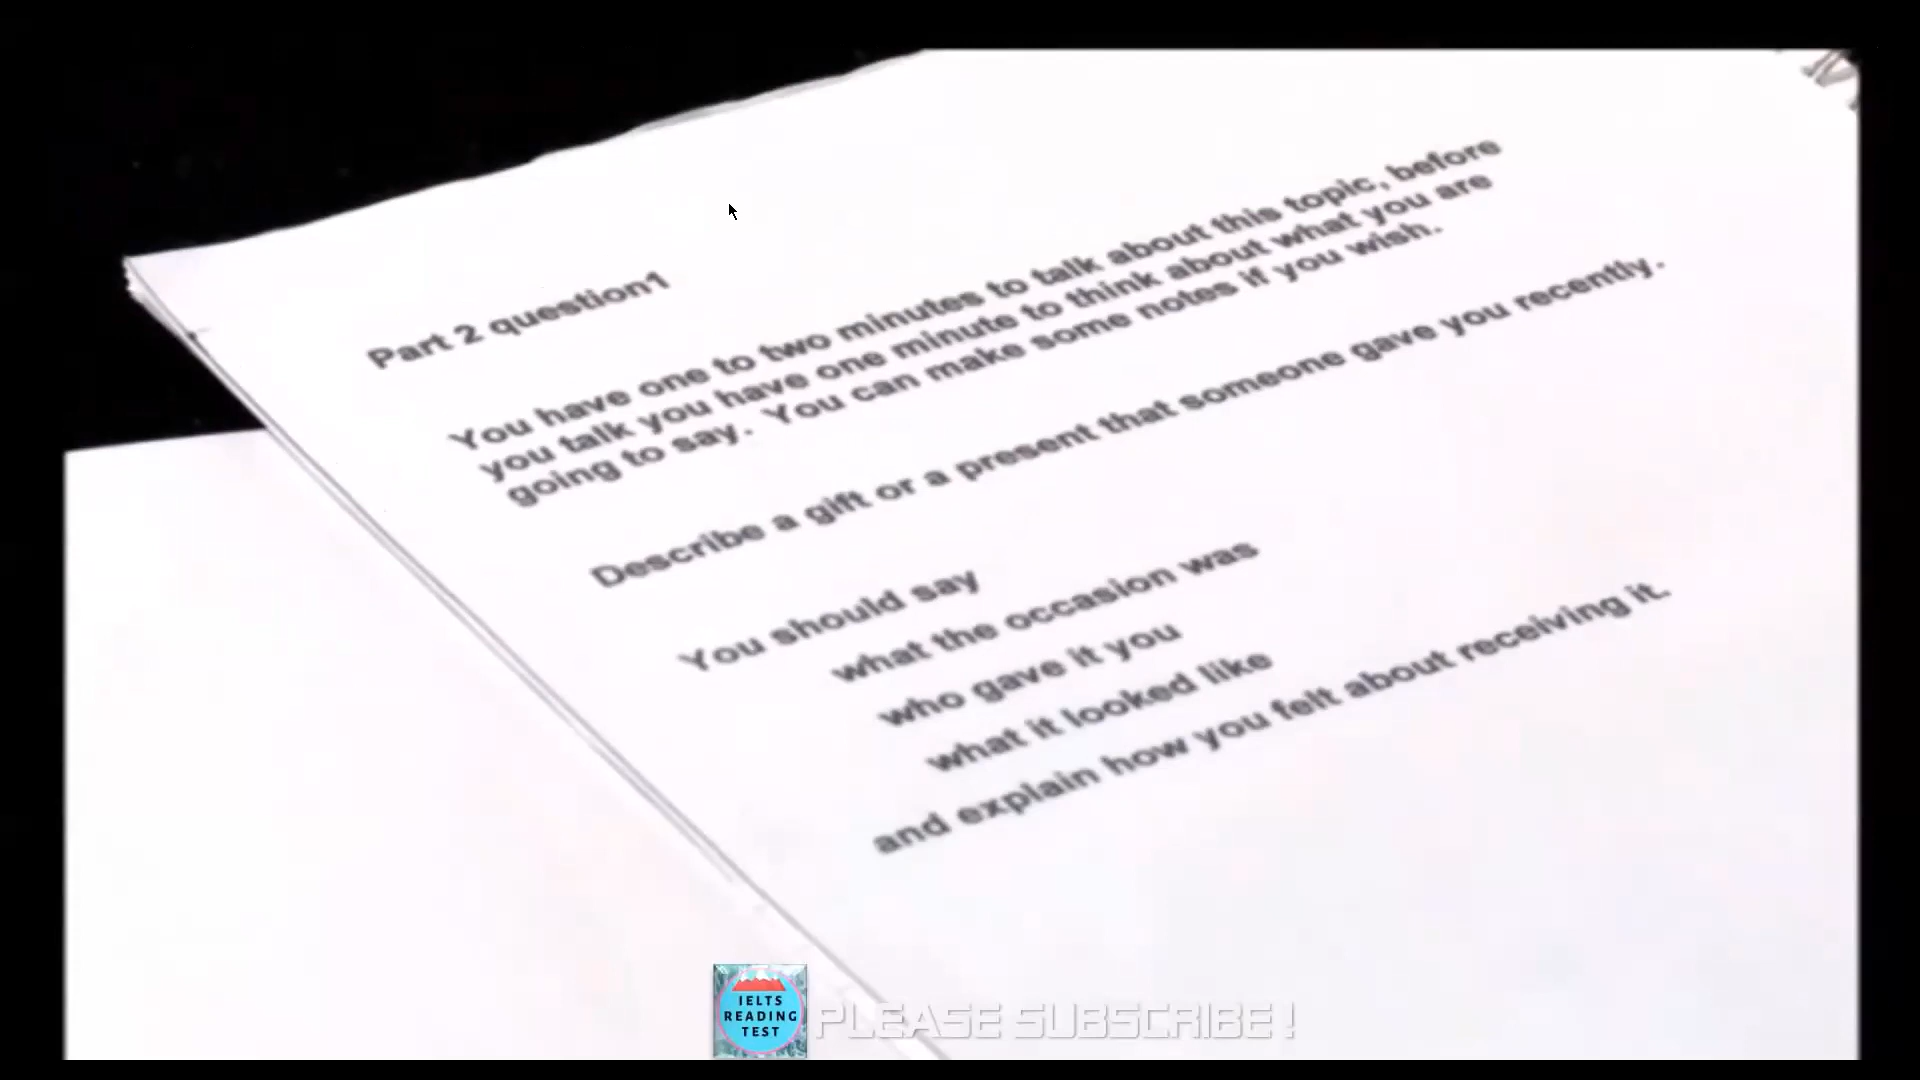 Part 2 question1
You have one to two minutes to talk about this topic, before
you talk you have one minute to think about what you are
going to say. You can make some notes if you wish.
Describe a gift or a present that someone gave you recently.
You should say
what the occasion was
who gave it you
what it looked like
and explain how you felt about receiving it.
IELTS
READING
TEST
PLEASE SUBSCRIBE !